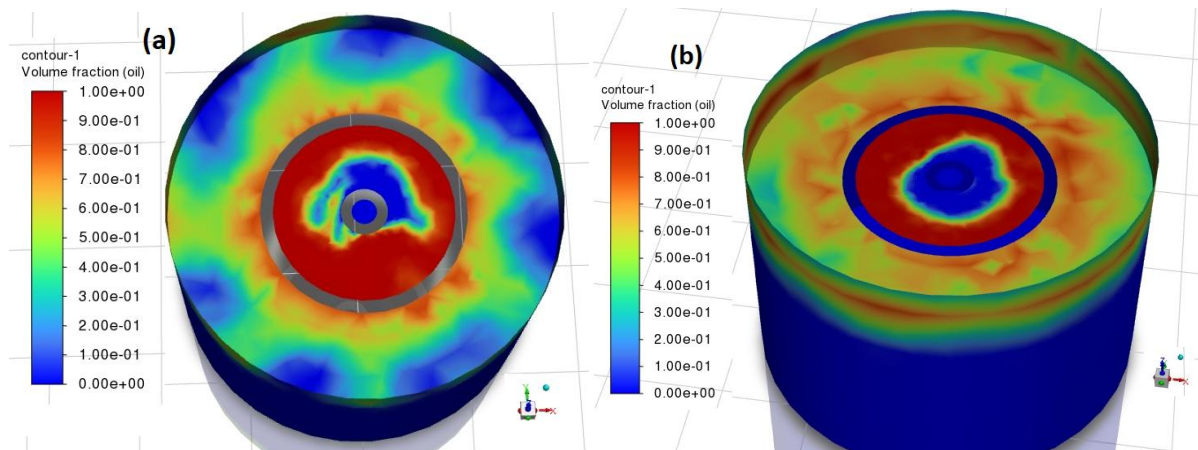 (a)
contour-1
Volume fraction (oil)
1.00e+00
9.00e-01
8.00e-01
7.00e-01
6.00e-01
5.00e-01
4.00e-01
3.00e-01
2.00e-01
1.00e-01
0.00e+00
Y
X
(b)
contour-1
Volume fraction (oil)
1.00e+00
9.00e-01
8.00e-01
7.00e-01
6.00e-01
5.00e-01
4.00e-01
3.00e-01
2.00e-01
1.00e-01
0.00e+00
Z
X